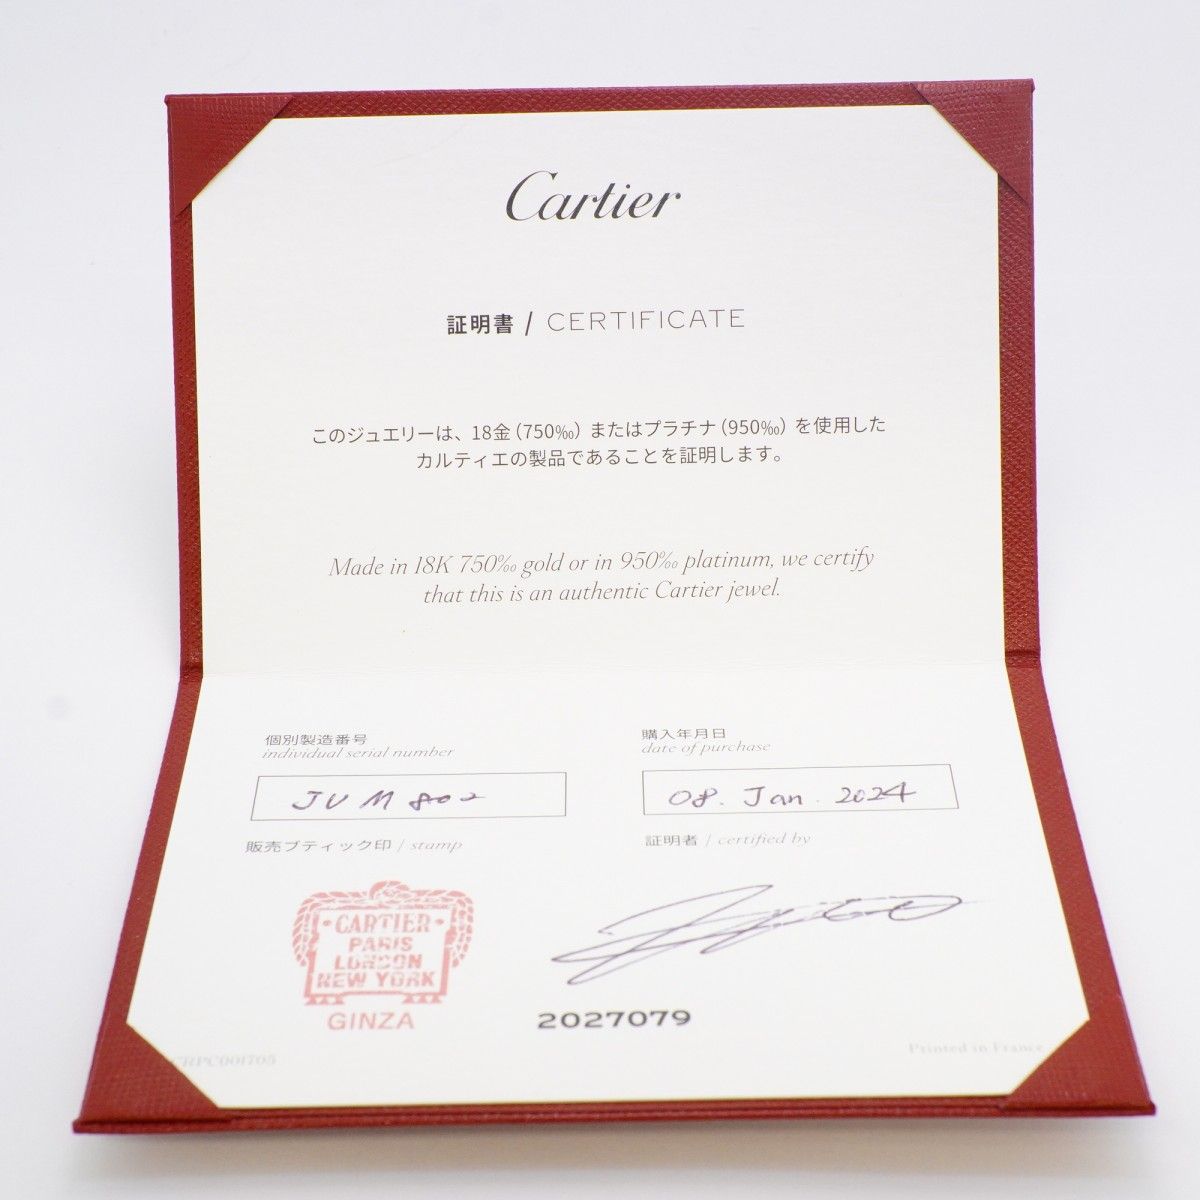 Cartier
証明書 / CERTIFICATE
このジュエリーは、18金（750‰）またはプラチナ（950‰）を使用した
カルティエの製品であることを証明します。
Made in 18K 750‰ gold or in 950‰ platinum, we certify
that this is an authentic Cartier jewel.
個別製造番号
individual serial number
JUM802
購入年月日
date of purchase
08. Jan. 2024
販売ブティック印 / stamp
証明者 / certified by
CARTIER
PARIS
LONDON
NEW YORK
GINZA
2027079
CRPC001705
Printed in France